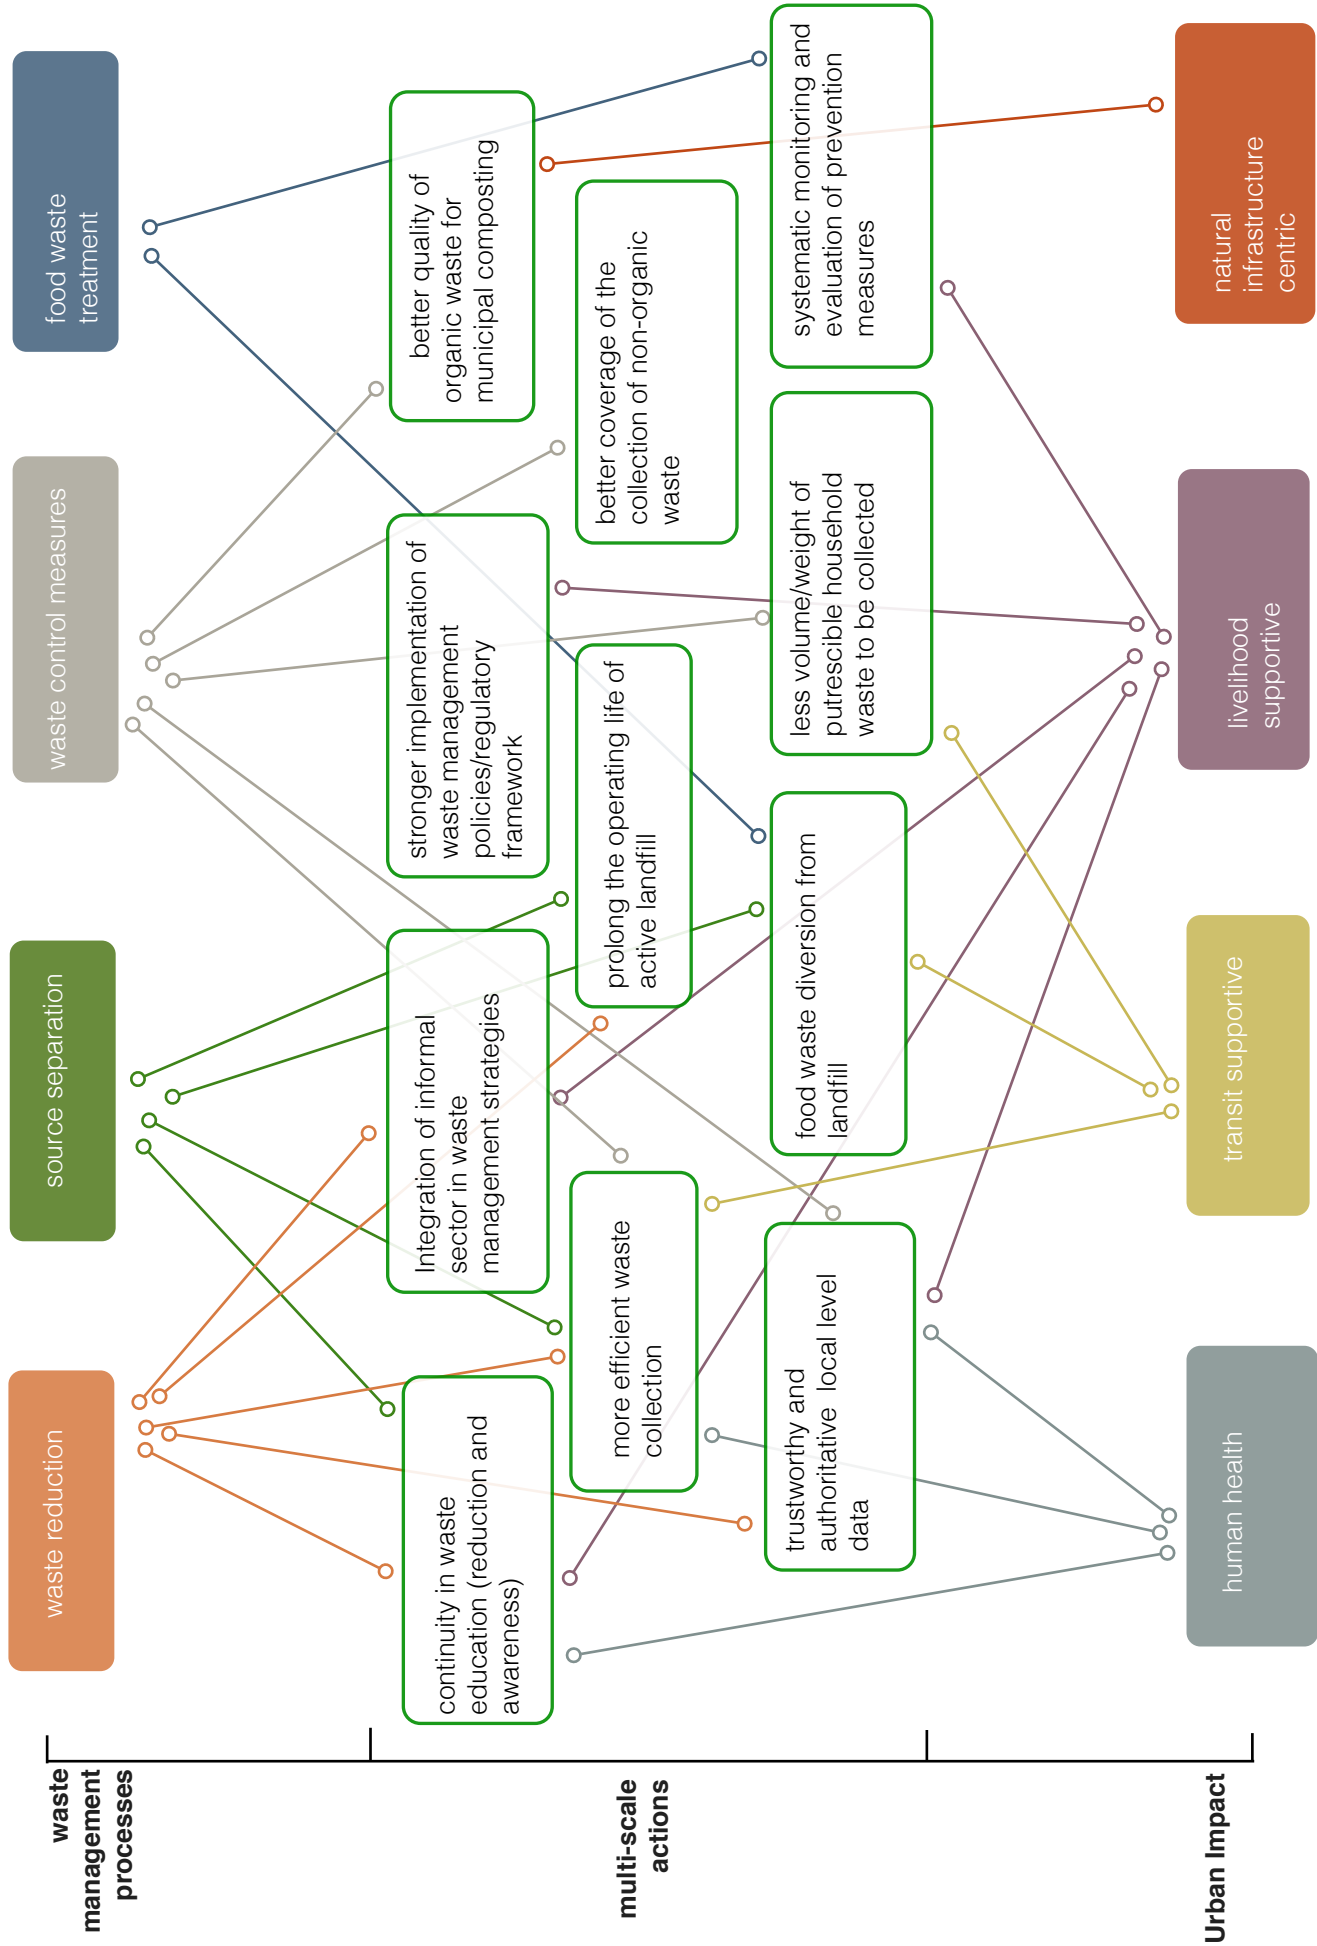 waste
management
processes
waste reduction
source separation
waste control measures
food waste
treatment
multi-scale
actions
continuity in waste
education (reduction and
awareness)
Integration of informal
sector in waste
management strategies
stronger implementation of
waste management
policies/regulatory
framework
better quality of
organic waste for
municipal composting
more efficient waste
collection
prolong the operating life of
active landfill
better coverage of the
collection of non-organic
waste
trustworthy and
authoritative  local level
data
food waste diversion from
landfill
less volume/weight of
putrescible household
waste to be collected
systematic monitoring and
evaluation of prevention
measures
Urban Impact
human health
transit supportive
livelihood
supportive
natural
infrastructure
centric